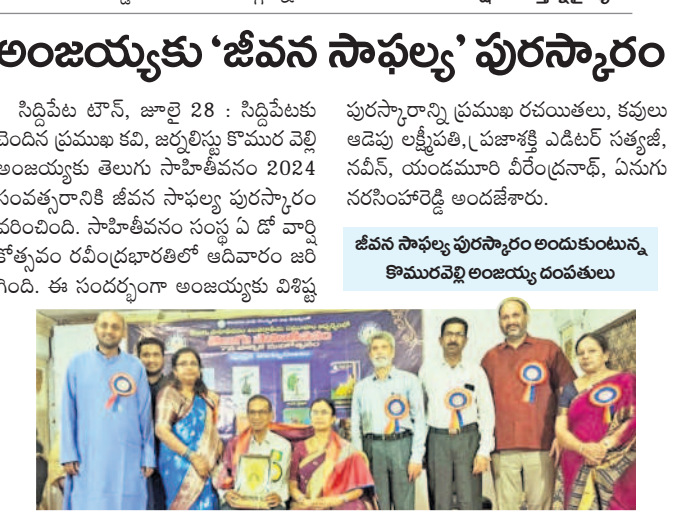 అంజయ్యకు ‘జీవన సాఫల్య’ పురస్కారం
సిద్దిపేట టౌన్, జూలై 28 : సిద్దిపేటకు
చెందిన ప్రముఖ కవి, జర్నలిస్టు కొముర వెల్లి
అంజయ్యకు తెలుగు సాహితీవనం 2024
సంవత్సరానికి జీవన సాఫల్య పురస్కారం
వరించింది. సాహితీవనం సంస్థ ఏ డో వార్షి
కోత్సవం రవీంద్రభారతిలో ఆదివారం జరి
గింది. ఈ సందర్భంగా అంజయ్యకు విశిష్ట
పురస్కారాన్ని ప్రముఖ రచయితలు, కవులు
ఆడెపు లక్ష్మీపతి, ప్రజాశక్తి ఎడిటర్ సత్యజీ,
నవీన్, యండమూరి వీరేంద్రనాథ్, ఏనుగు
నరసింహారెడ్డి అందజేశారు.
జీవన సాఫల్య పురస్కారం అందుకుంటున్న
కొమురవెల్లి అంజయ్య దంపతులు